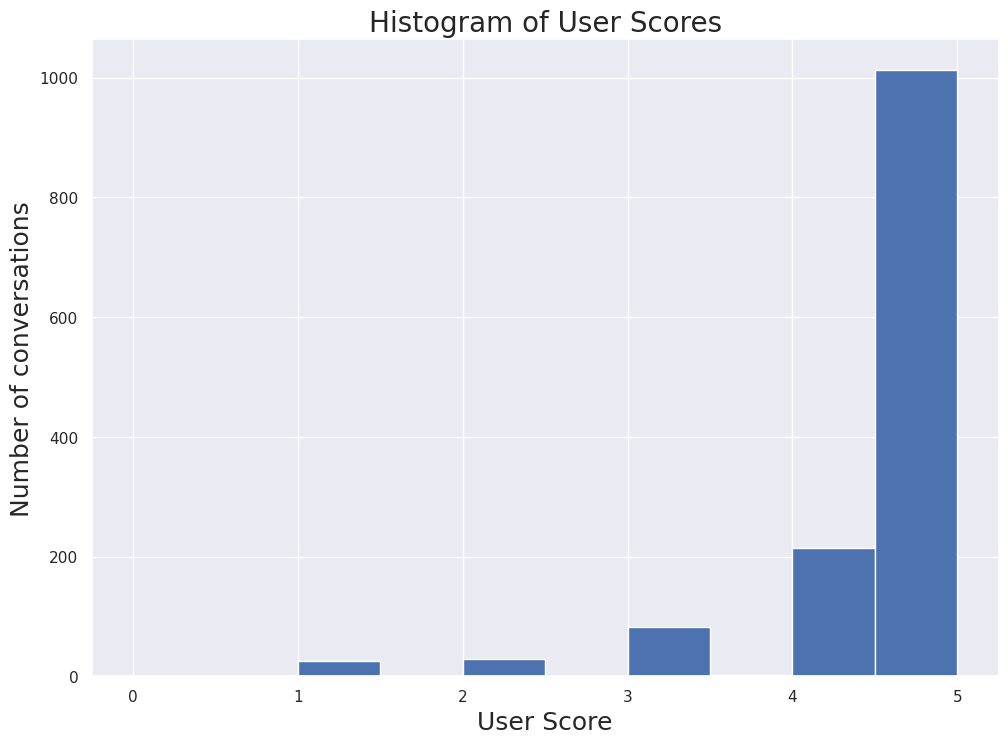 Histogram of User Scores
Number of conversations
1000
800
600
400
200
0
0 1 2 3 4 5
User Score